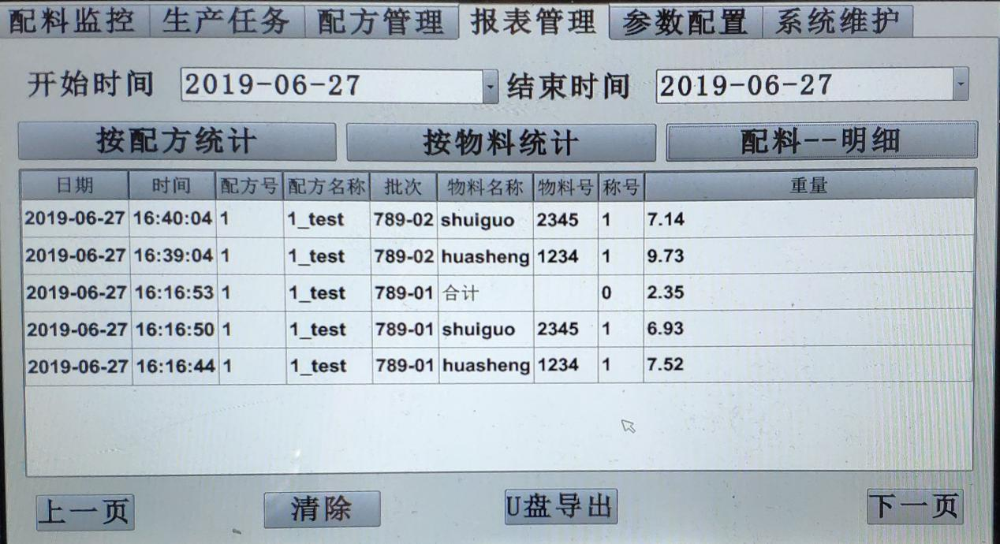 配料监控 生产任务 配方管理 报表管理 参数配置 系统维护
开始时间 2019-06-27 结束时间 2019-06-27
按配方统计 按物料统计 配料--明细
日期 时间 配方号 配方名称 批次 物料名称 物料号 称号 重量
2019-06-27 16:40:04 1 1_test 789-02 shuiguo 2345 1 7.14
2019-06-27 16:39:04 1 1_test 789-02 huasheng 1234 1 9.73
2019-06-27 16:16:53 1 1_test 789-01 合计 0 2.35
2019-06-27 16:16:50 1 1_test 789-01 shuiguo 2345 1 6.93
2019-06-27 16:16:44 1 1_test 789-01 huasheng 1234 1 7.52
上一页 清除 U盘导出 下一页